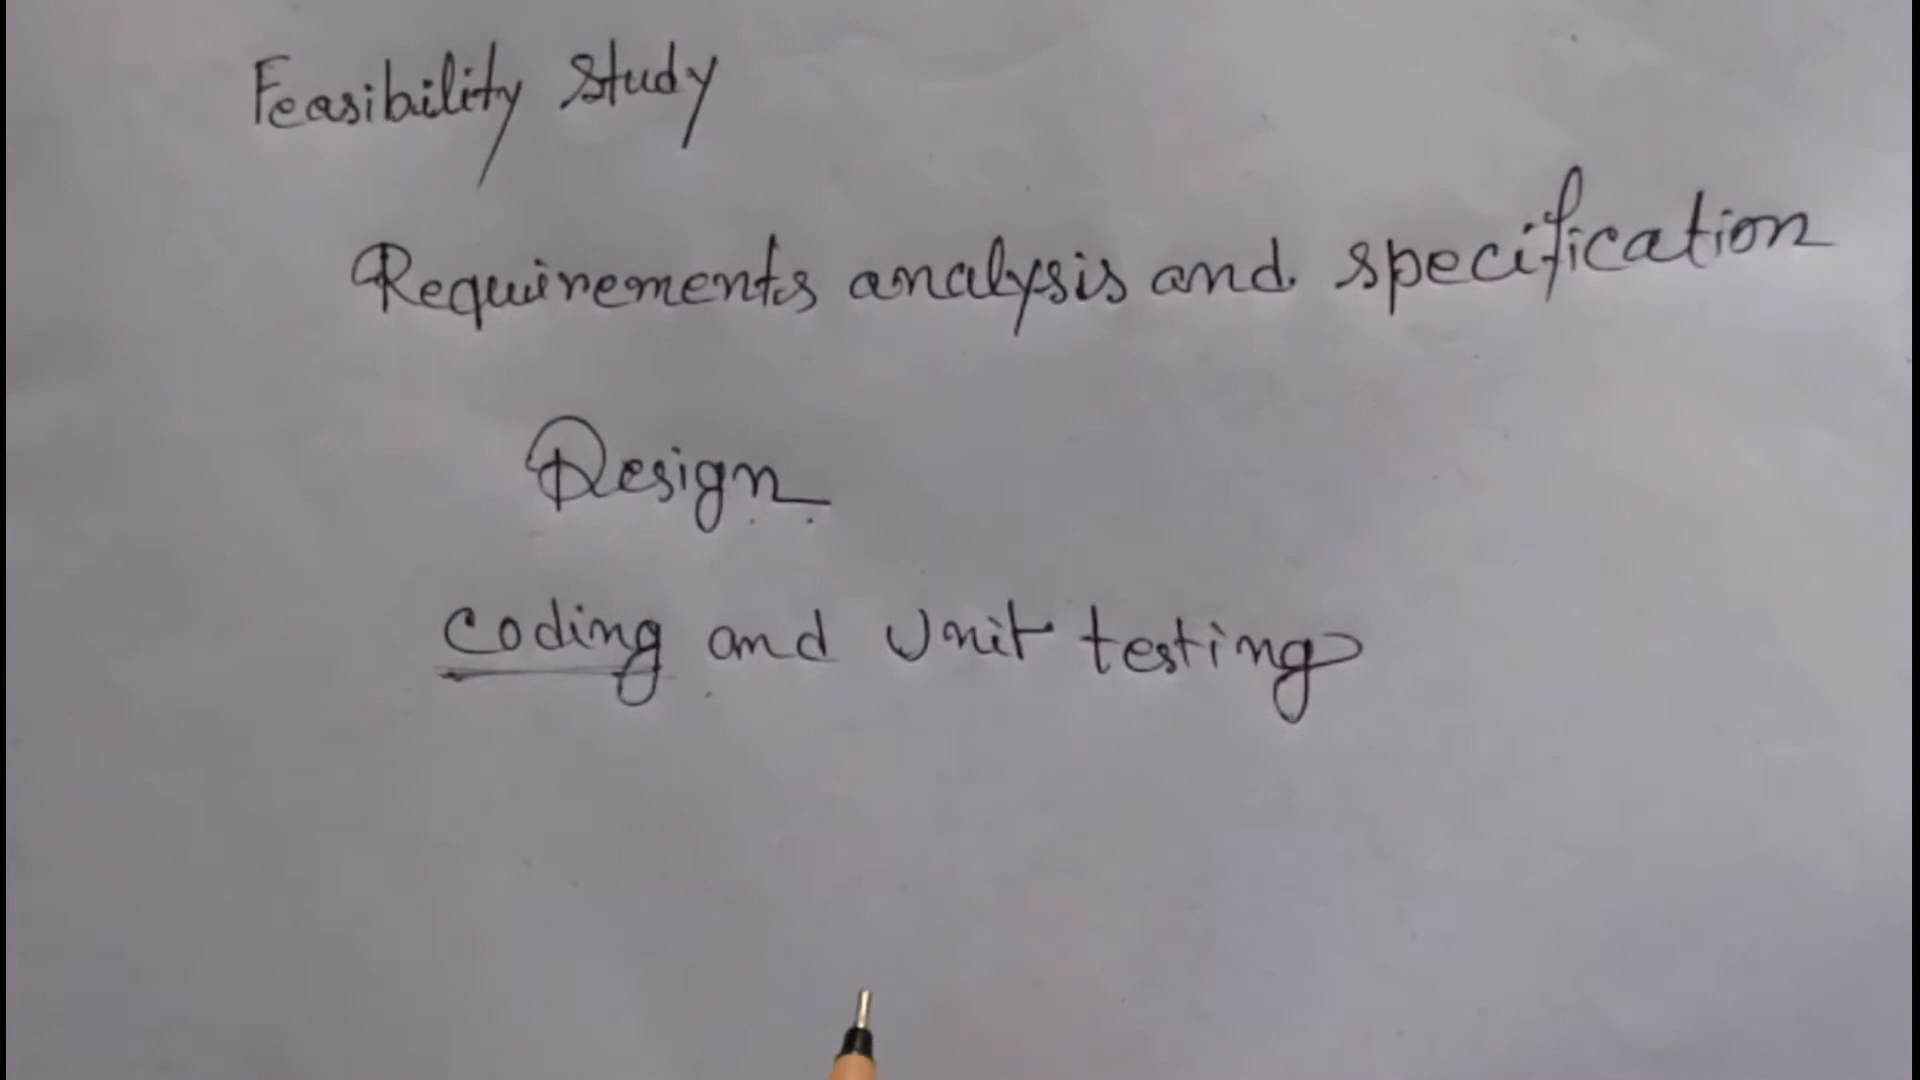 Feasibility study
Requirements analysis and specification
Design
Coding and Unit testing